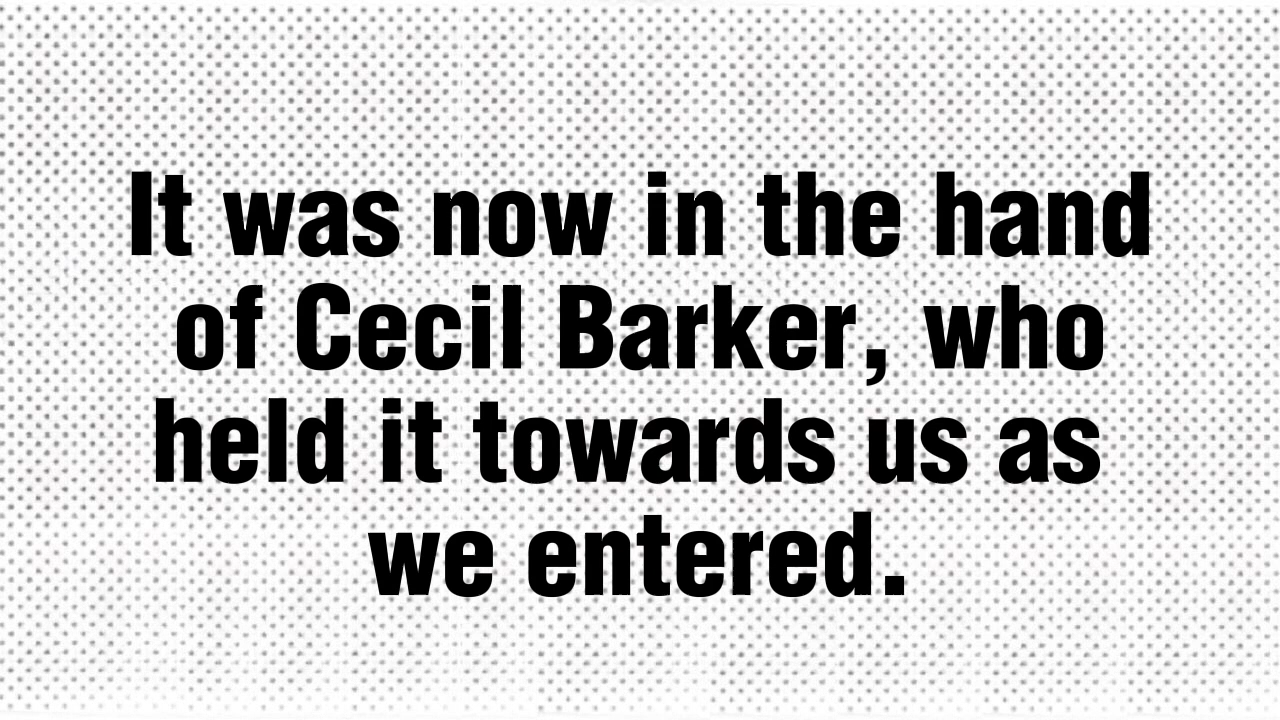 It was now in the hand
of Cecil Barker, who
held it towards us as
we entered.